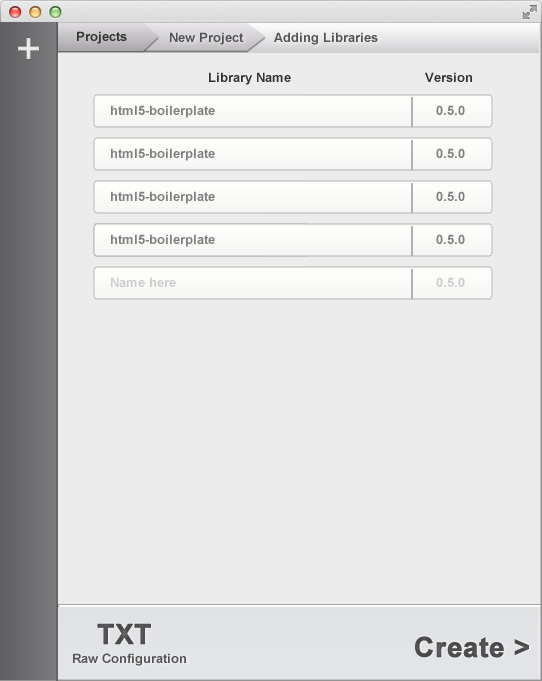 Projects New Project Adding Libraries
Library Name Version
html5-boilerplate 0.5.0
html5-boilerplate 0.5.0
html5-boilerplate 0.5.0
html5-boilerplate 0.5.0
Name here 0.5.0
TXT
Raw Configuration
Create >